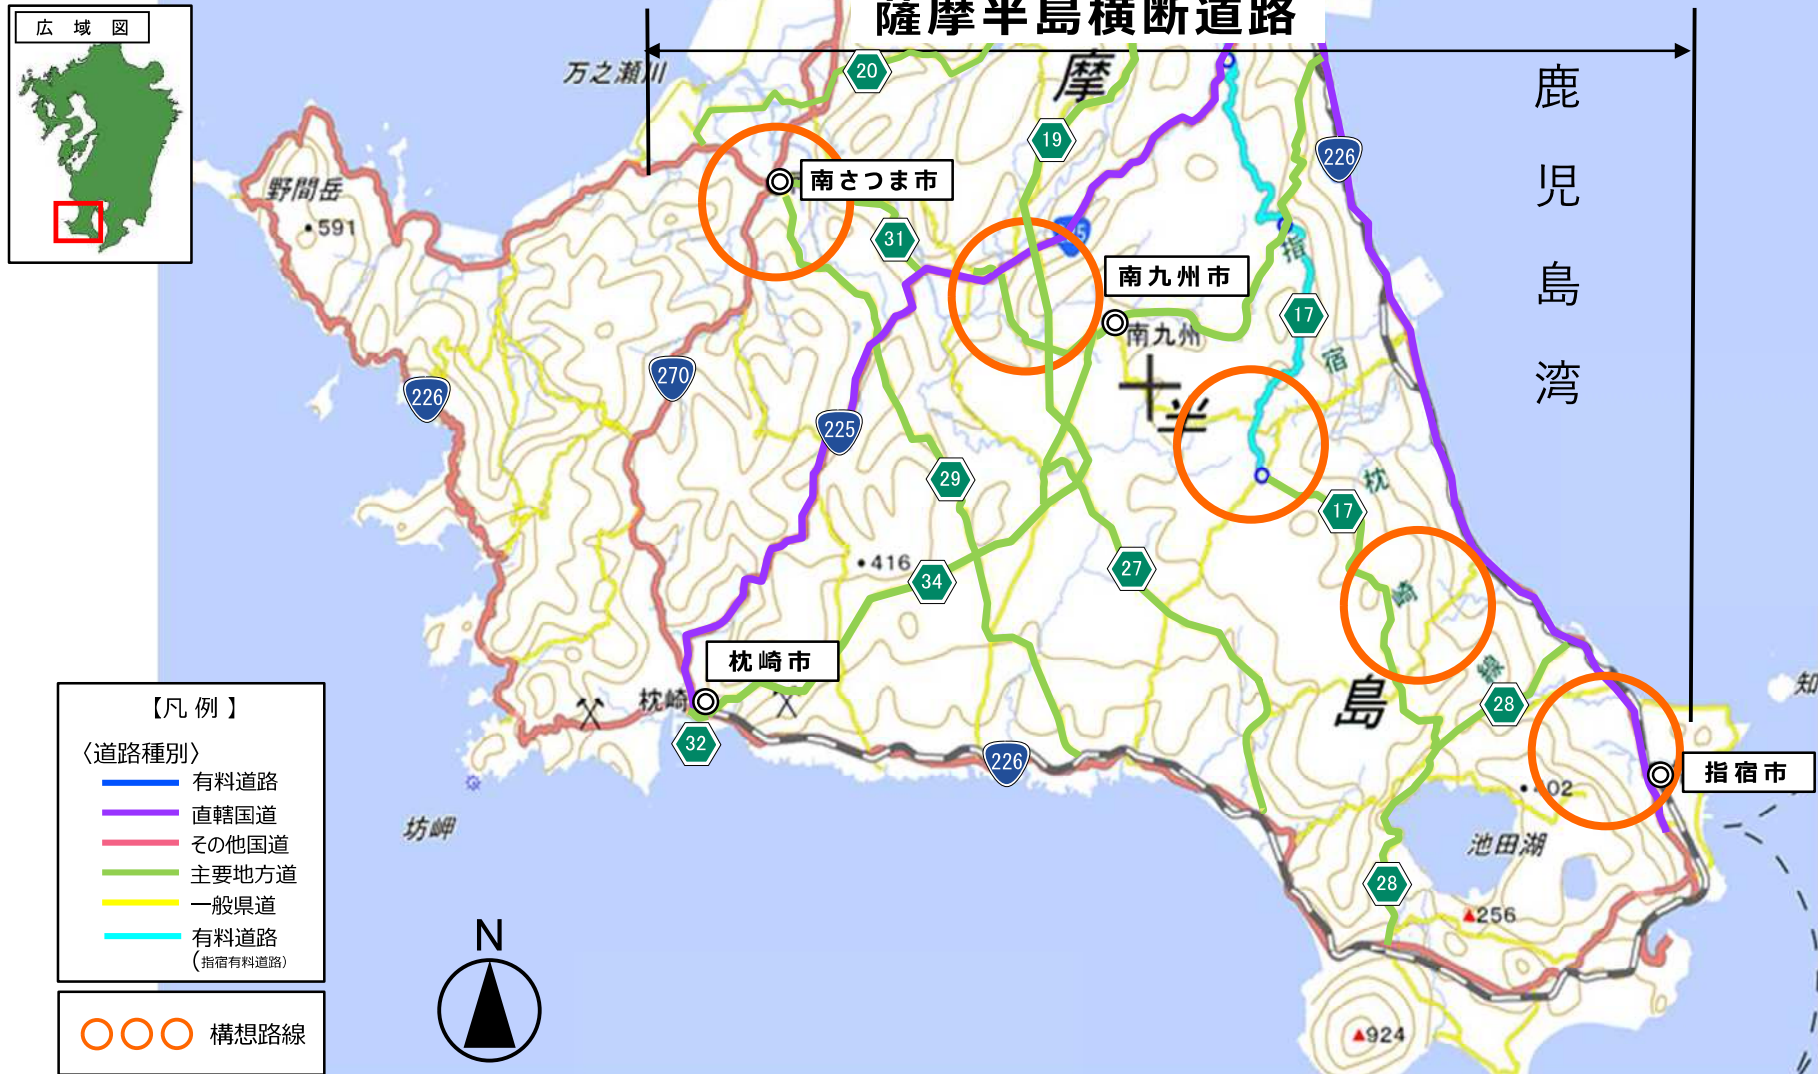 薩摩半島横断道路
広域図
万之瀬川
20
摩
鹿児島湾
19
226
野間岳
591
南さつま市
31
指
南九州市
17
南九州
宿
270
226
225
29
枕
17
416
34
27
崎
枕崎市
島
線
28
知
枕崎
32
226
指宿市
402
坊岬
池田湖
28
256
924
【凡例】
〈道路種別〉
有料道路
直轄国道
その他国道
主要地方道
一般県道
有料道路
(指宿有料道路)
構想路線
N